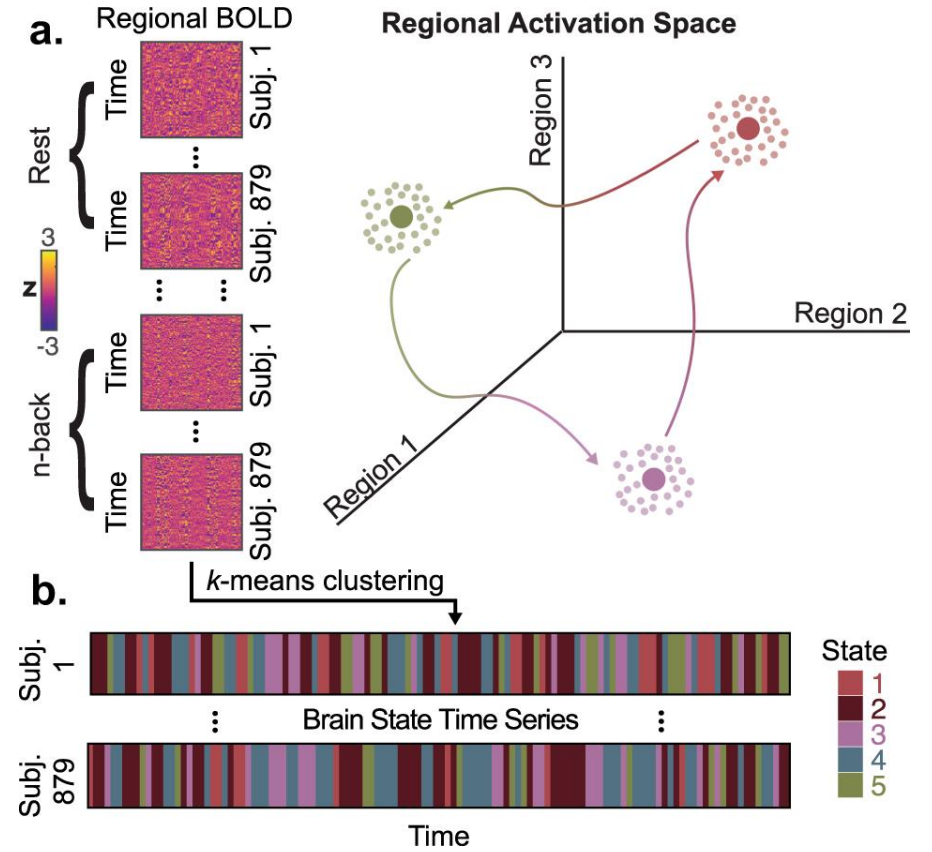 a.
Regional BOLD
Regional Activation Space
Rest
Time
Subj. 1
Time
Subj. 879
3
z
-3
n-back
Time
Subj. 1
Time
Subj. 879
Region 3
Region 2
Region 1
k-means clustering
b.
Subj.
1
Brain State Time Series
Subj.
879
Time
State
1
2
3
4
5